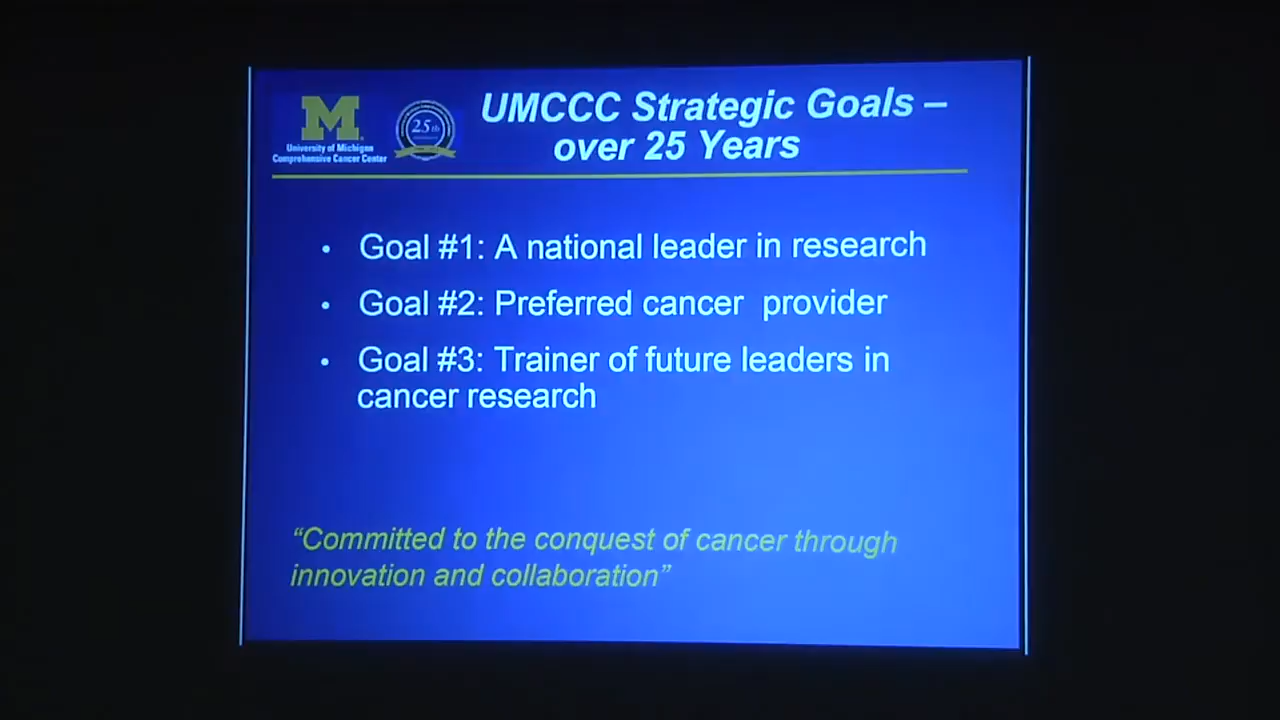 M
University of Michigan
Comprehensive Cancer Center
25th
UMCCC Strategic Goals –
over 25 Years
• Goal #1: A national leader in research
• Goal #2: Preferred cancer provider
• Goal #3: Trainer of future leaders in
cancer research
“Committed to the conquest of cancer through
innovation and collaboration”